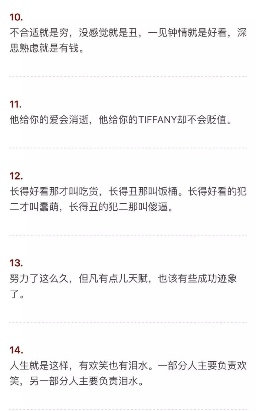 10.
不合适就是穷，没感觉就是丑，一见钟情就是好看，深
思熟虑就是有钱。
11.
他给你的爱会消逝，他给你的TIFFANY却不会贬值。
12.
长得好看那才叫吃货，长得丑那叫饭桶。长得好看的犯
二才叫蠢萌，长得丑的犯二那叫傻逼。
13.
努力了这么久，但凡有点儿天赋，也该有些成功迹象
了。
14.
人生就是这样，有欢笑也有泪水。一部分人主要负责欢
笑，另一部分人主要负责泪水。